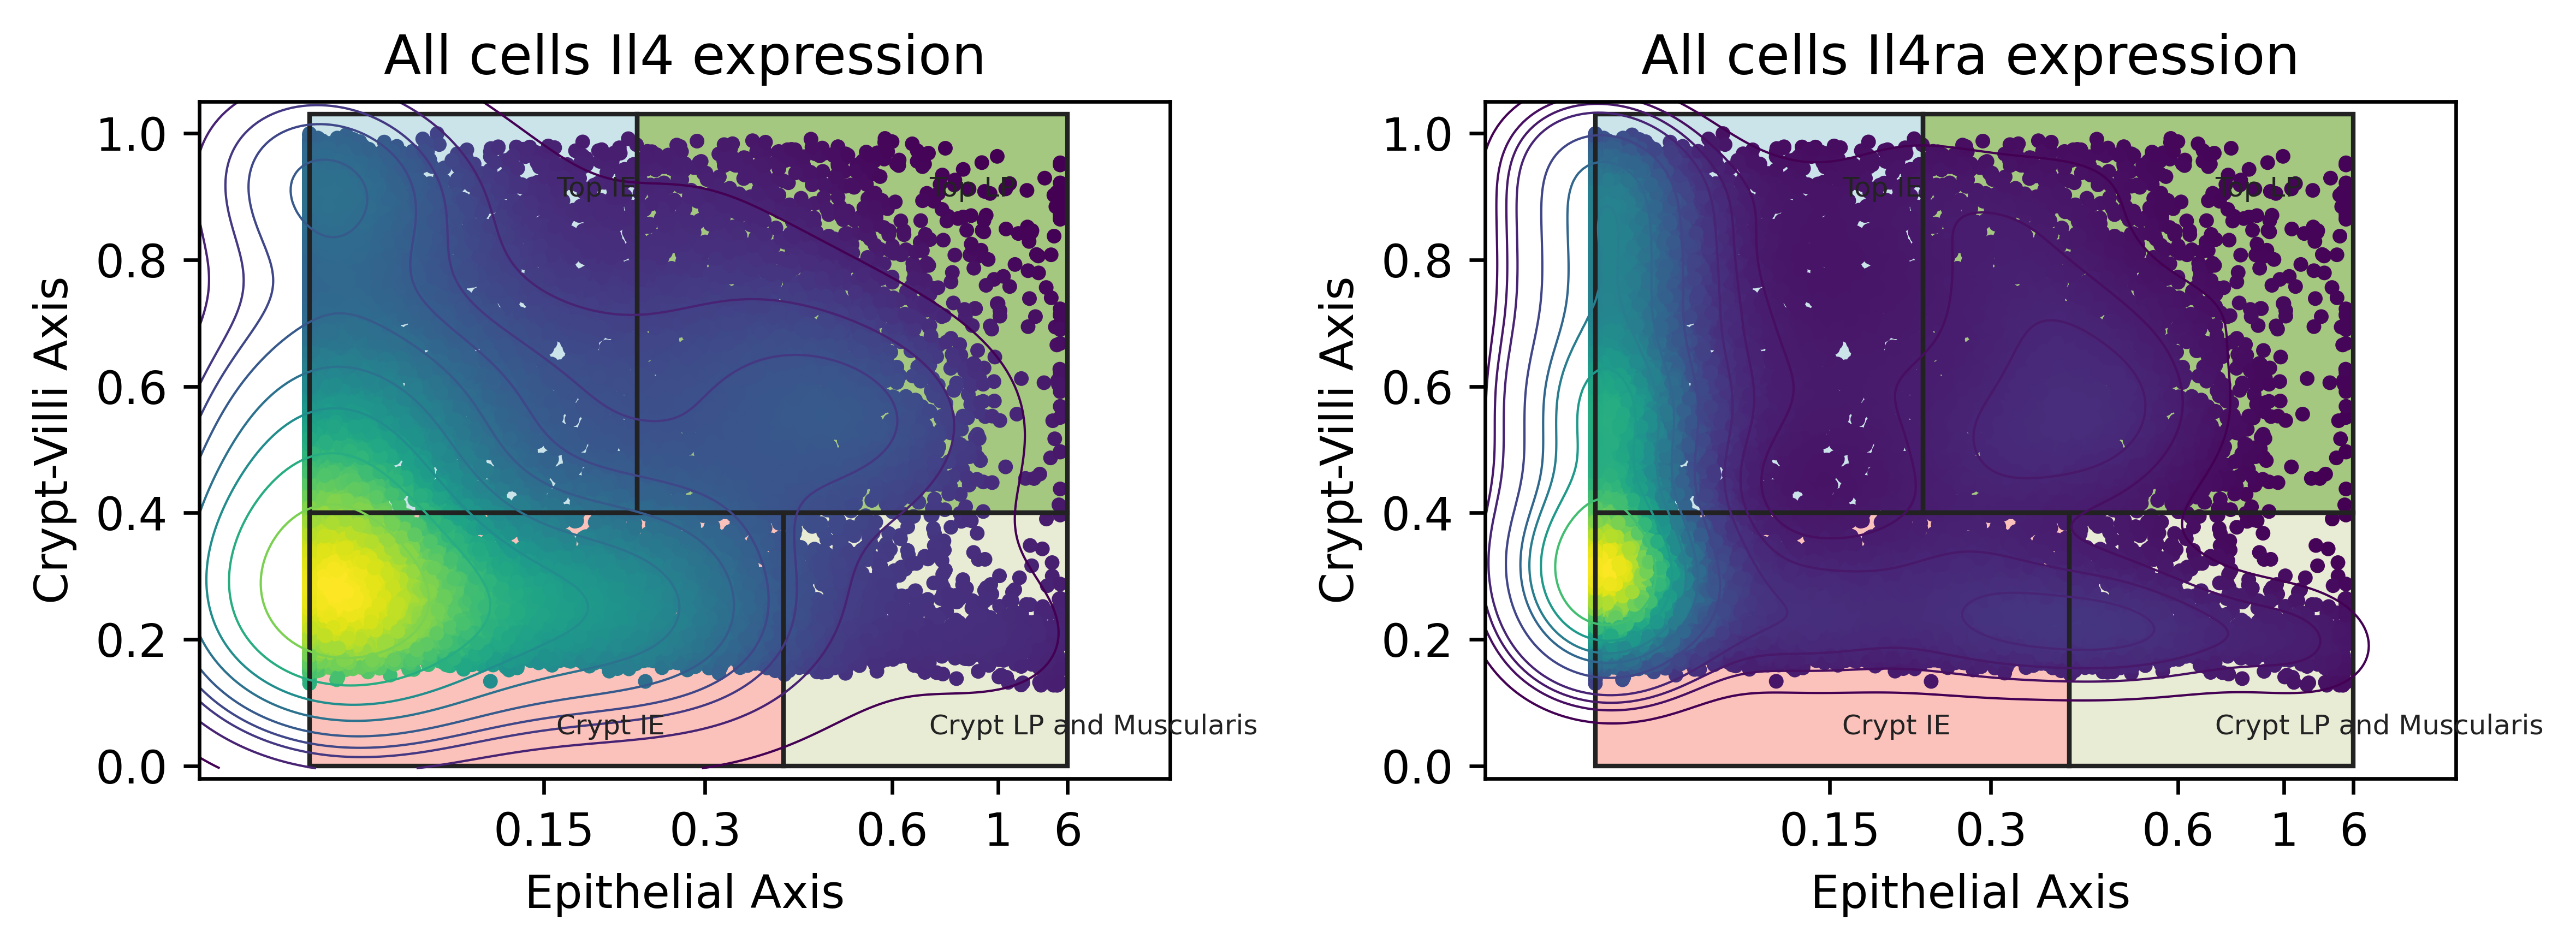 All cells Il4 expression
Crypt-Villi Axis
1.0
0.8
0.6
0.4
0.2
0.0
Top IE
Top LP
Crypt IE
Crypt LP and Muscularis
0.15 0.3 0.6 1 6
Epithelial Axis
All cells Il4ra expression
Crypt-Villi Axis
1.0
0.8
0.6
0.4
0.2
0.0
Top IE
Top LP
Crypt IE
Crypt LP and Muscularis
0.15 0.3 0.6 1 6
Epithelial Axis